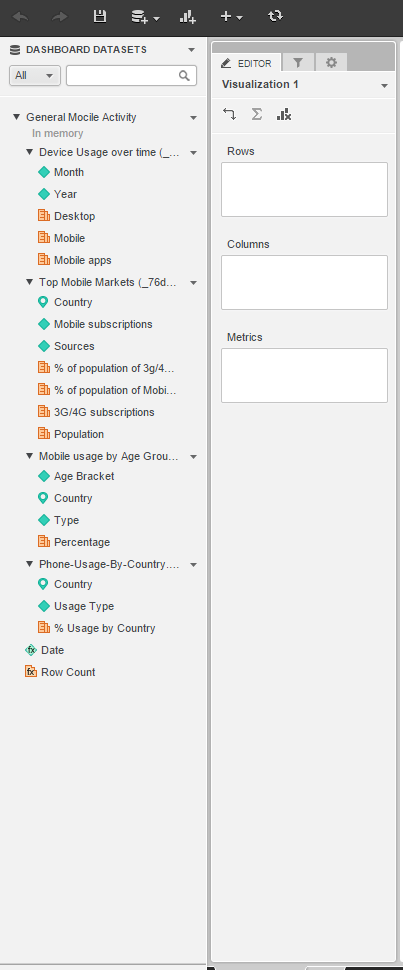 DASHBOARD DATASETS
All
General Mocile Activity
In memory
Device Usage over time (_...
Month
Year
Desktop
Mobile
Mobile apps
Top Mobile Markets (_76d...
Country
Mobile subscriptions
Sources
% of population of 3g/4...
% of population of Mobi...
3G/4G subscriptions
Population
Mobile usage by Age Grou...
Age Bracket
Country
Type
Percentage
Phone-Usage-By-Country....
Country
Usage Type
% Usage by Country
fx Date
fx Row Count
EDITOR
Visualization 1
Rows
Columns
Metrics